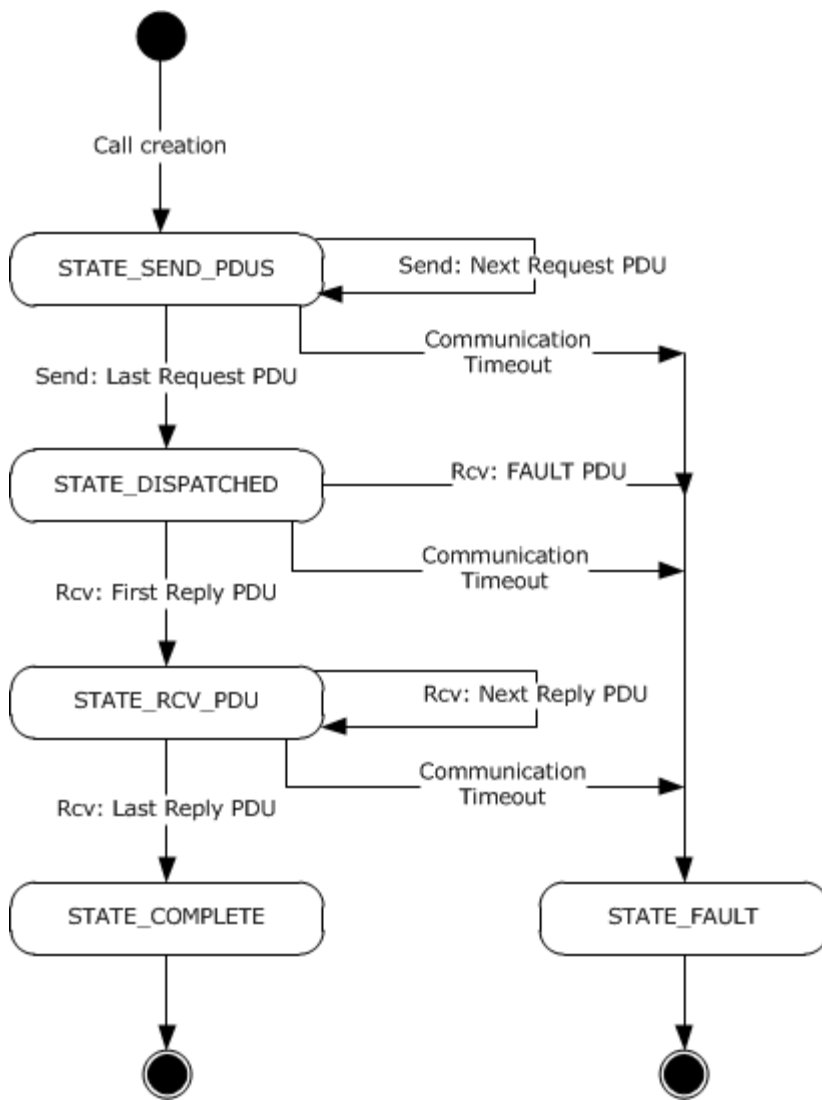 Call creation
STATE_SEND_PDUS
Send: Next Request PDU
Communication
Timeout
Send: Last Request PDU
STATE_DISPATCHED
Rcv: FAULT PDU
Communication
Timeout
Rcv: First Reply PDU
STATE_RCV_PDU
Rcv: Next Reply PDU
Communication
Timeout
Rcv: Last Reply PDU
STATE_COMPLETE
STATE_FAULT